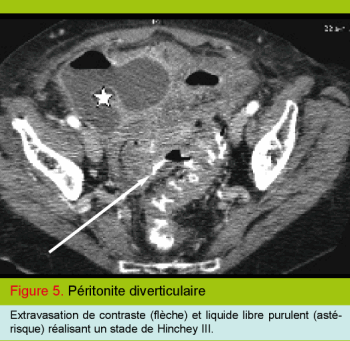 22 a
Figure 5. Péritonite diverticulaire
Extravasation de contraste (flèche) et liquide libre purulent (asté-
risque) réalisant un stade de Hinchey III.